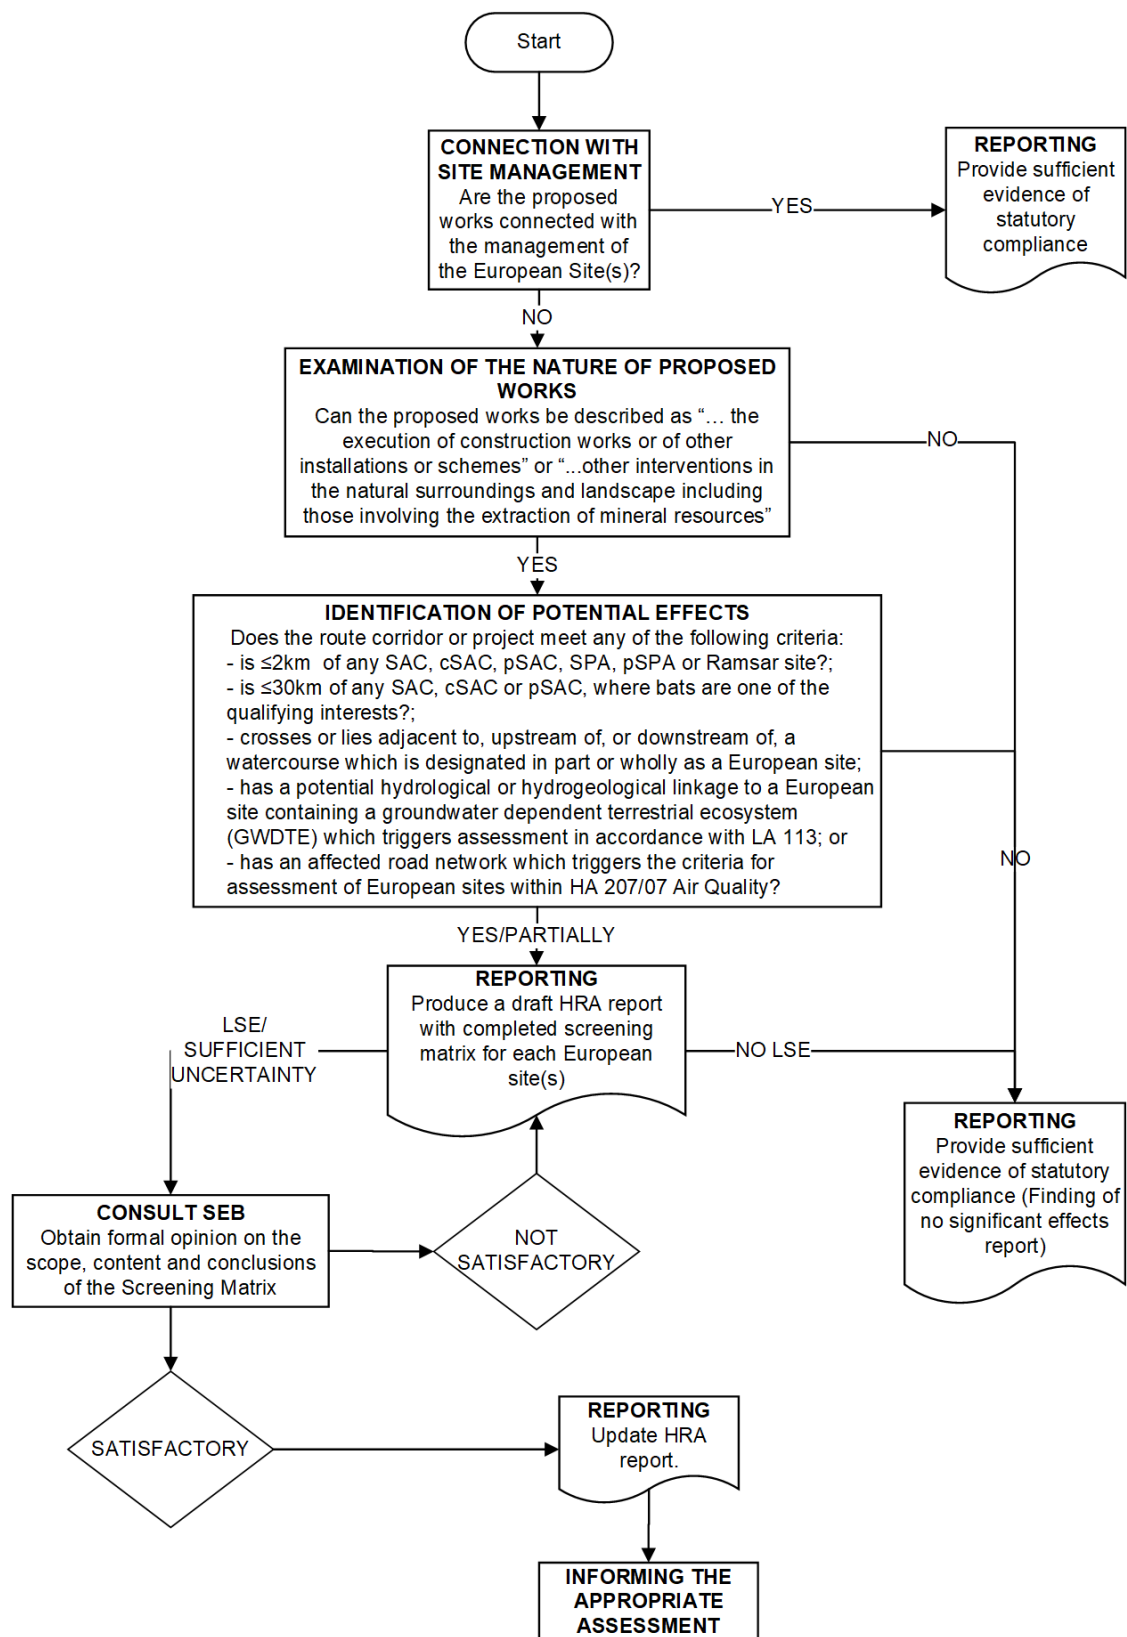 Start
CONNECTION WITH
SITE MANAGEMENT
Are the proposed
works connected with
the management of
the European Site(s)?
YES
REPORTING
Provide sufficient
evidence of
statutory
compliance
NO
EXAMINATION OF THE NATURE OF PROPOSED
WORKS
Can the proposed works be described as “… the
execution of construction works or of other
installations or schemes” or “...other interventions in
the natural surroundings and landscape including
those involving the extraction of mineral resources”
NO
YES
IDENTIFICATION OF POTENTIAL EFFECTS
Does the route corridor or project meet any of the following criteria:
- is ≤2km  of any SAC, cSAC, pSAC, SPA, pSPA or Ramsar site?;
- is ≤30km of any SAC, cSAC or pSAC, where bats are one of the
qualifying interests?;
- crosses or lies adjacent to, upstream of, or downstream of, a
watercourse which is designated in part or wholly as a European site;
- has a potential hydrological or hydrogeological linkage to a European
site containing a groundwater dependent terrestrial ecosystem
(GWDTE) which triggers assessment in accordance with LA 113; or
- has an affected road network which triggers the criteria for
assessment of European sites within HA 207/07 Air Quality?
NO
YES/PARTIALLY
REPORTING
Produce a draft HRA report
with completed screening
matrix for each European
site(s)
LSE/
SUFFICIENT
UNCERTAINTY
NO LSE
REPORTING
Provide sufficient
evidence of statutory
compliance (Finding of
no significant effects
report)
CONSULT SEB
Obtain formal opinion on the
scope, content and conclusions
of the Screening Matrix
NOT
SATISFACTORY
SATISFACTORY
REPORTING
Update HRA
report.
INFORMING THE
APPROPRIATE
ASSESSMENT